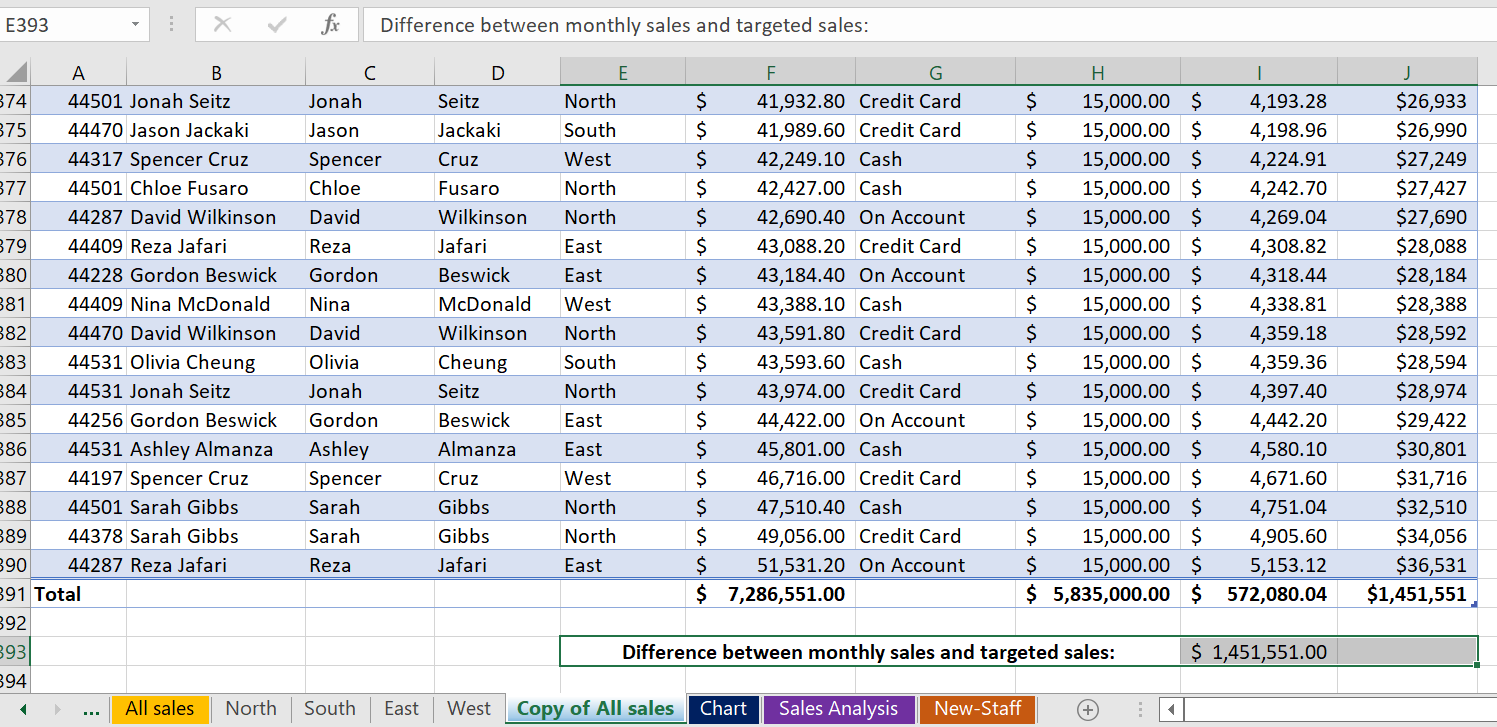 E393 fx Difference between monthly sales and targeted sales:
A B C D E F G H I J
374 44501 Jonah Seitz Jonah Seitz North $ 41,932.80 Credit Card $ 15,000.00 $ 4,193.28 $26,933
375 44470 Jason Jackaki Jason Jackaki South $ 41,989.60 Credit Card $ 15,000.00 $ 4,198.96 $26,990
376 44317 Spencer Cruz Spencer Cruz West $ 42,249.10 Cash $ 15,000.00 $ 4,224.91 $27,249
377 44501 Chloe Fusaro Chloe Fusaro North $ 42,427.00 Cash $ 15,000.00 $ 4,242.70 $27,427
378 44287 David Wilkinson David Wilkinson North $ 42,690.40 On Account $ 15,000.00 $ 4,269.04 $27,690
379 44409 Reza Jafari Reza Jafari East $ 43,088.20 Credit Card $ 15,000.00 $ 4,308.82 $28,088
380 44228 Gordon Beswick Gordon Beswick East $ 43,184.40 On Account $ 15,000.00 $ 4,318.44 $28,184
381 44409 Nina McDonald Nina McDonald West $ 43,388.10 Cash $ 15,000.00 $ 4,338.81 $28,388
382 44470 David Wilkinson David Wilkinson North $ 43,591.80 Credit Card $ 15,000.00 $ 4,359.18 $28,592
383 44531 Olivia Cheung Olivia Cheung South $ 43,593.60 Cash $ 15,000.00 $ 4,359.36 $28,594
384 44531 Jonah Seitz Jonah Seitz North $ 43,974.00 Credit Card $ 15,000.00 $ 4,397.40 $28,974
385 44256 Gordon Beswick Gordon Beswick East $ 44,422.00 On Account $ 15,000.00 $ 4,442.20 $29,422
386 44531 Ashley Almanza Ashley Almanza East $ 45,801.00 Cash $ 15,000.00 $ 4,580.10 $30,801
387 44197 Spencer Cruz Spencer Cruz West $ 46,716.00 Credit Card $ 15,000.00 $ 4,671.60 $31,716
388 44501 Sarah Gibbs Sarah Gibbs North $ 47,510.40 Cash $ 15,000.00 $ 4,751.04 $32,510
389 44378 Sarah Gibbs Sarah Gibbs North $ 49,056.00 Credit Card $ 15,000.00 $ 4,905.60 $34,056
390 44287 Reza Jafari Reza Jafari East $ 51,531.20 On Account $ 15,000.00 $ 5,153.12 $36,531
391 Total $ 7,286,551.00 $ 5,835,000.00 $ 572,080.04 $1,451,551
392
393 Difference between monthly sales and targeted sales: $ 1,451,551.00
394
... All sales North South East West Copy of All sales Chart Sales Analysis New-Staff